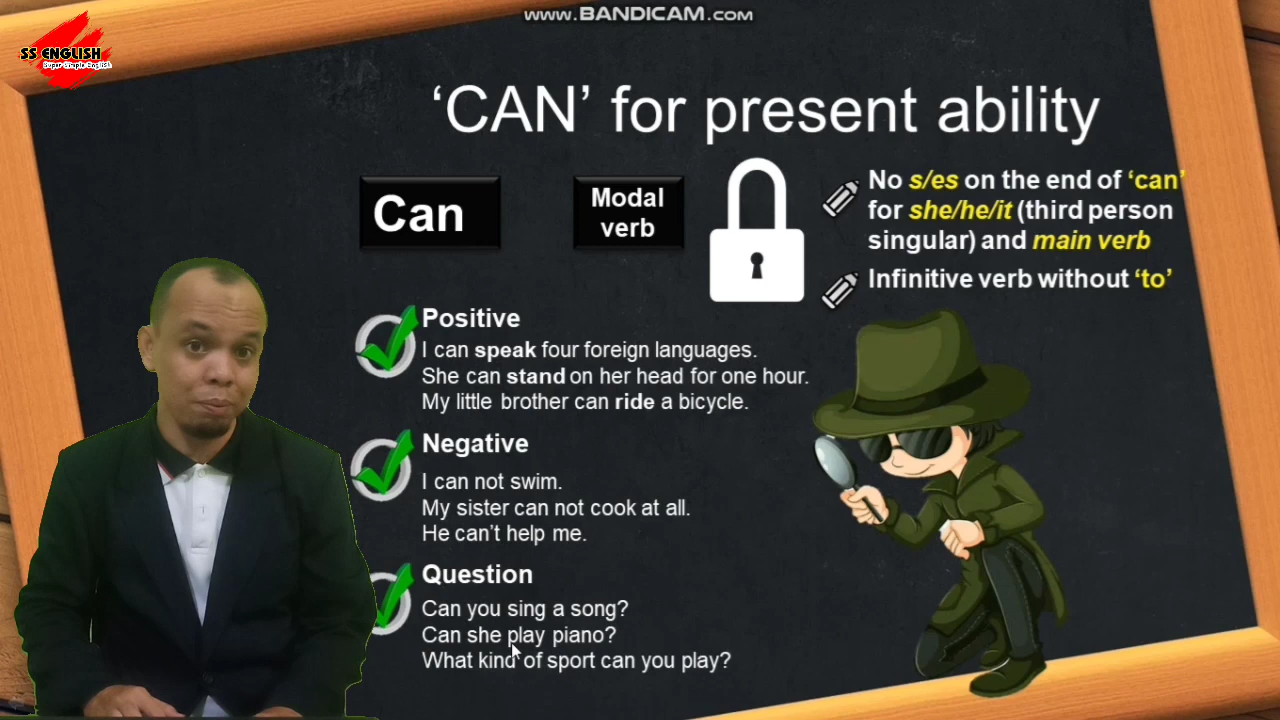 www.BANDICAM.com
SS ENGLISH
Super Simple English
‘CAN’ for present ability
Can
Modal
verb
No s/es on the end of ‘can’
for she/he/it (third person
singular) and main verb
Infinitive verb without ‘to’
Positive
I can speak four foreign languages.
She can stand on her head for one hour.
My little brother can ride a bicycle.
Negative
I can not swim.
My sister can not cook at all.
He can’t help me.
Question
Can you sing a song?
Can she play piano?
What kind of sport can you play?